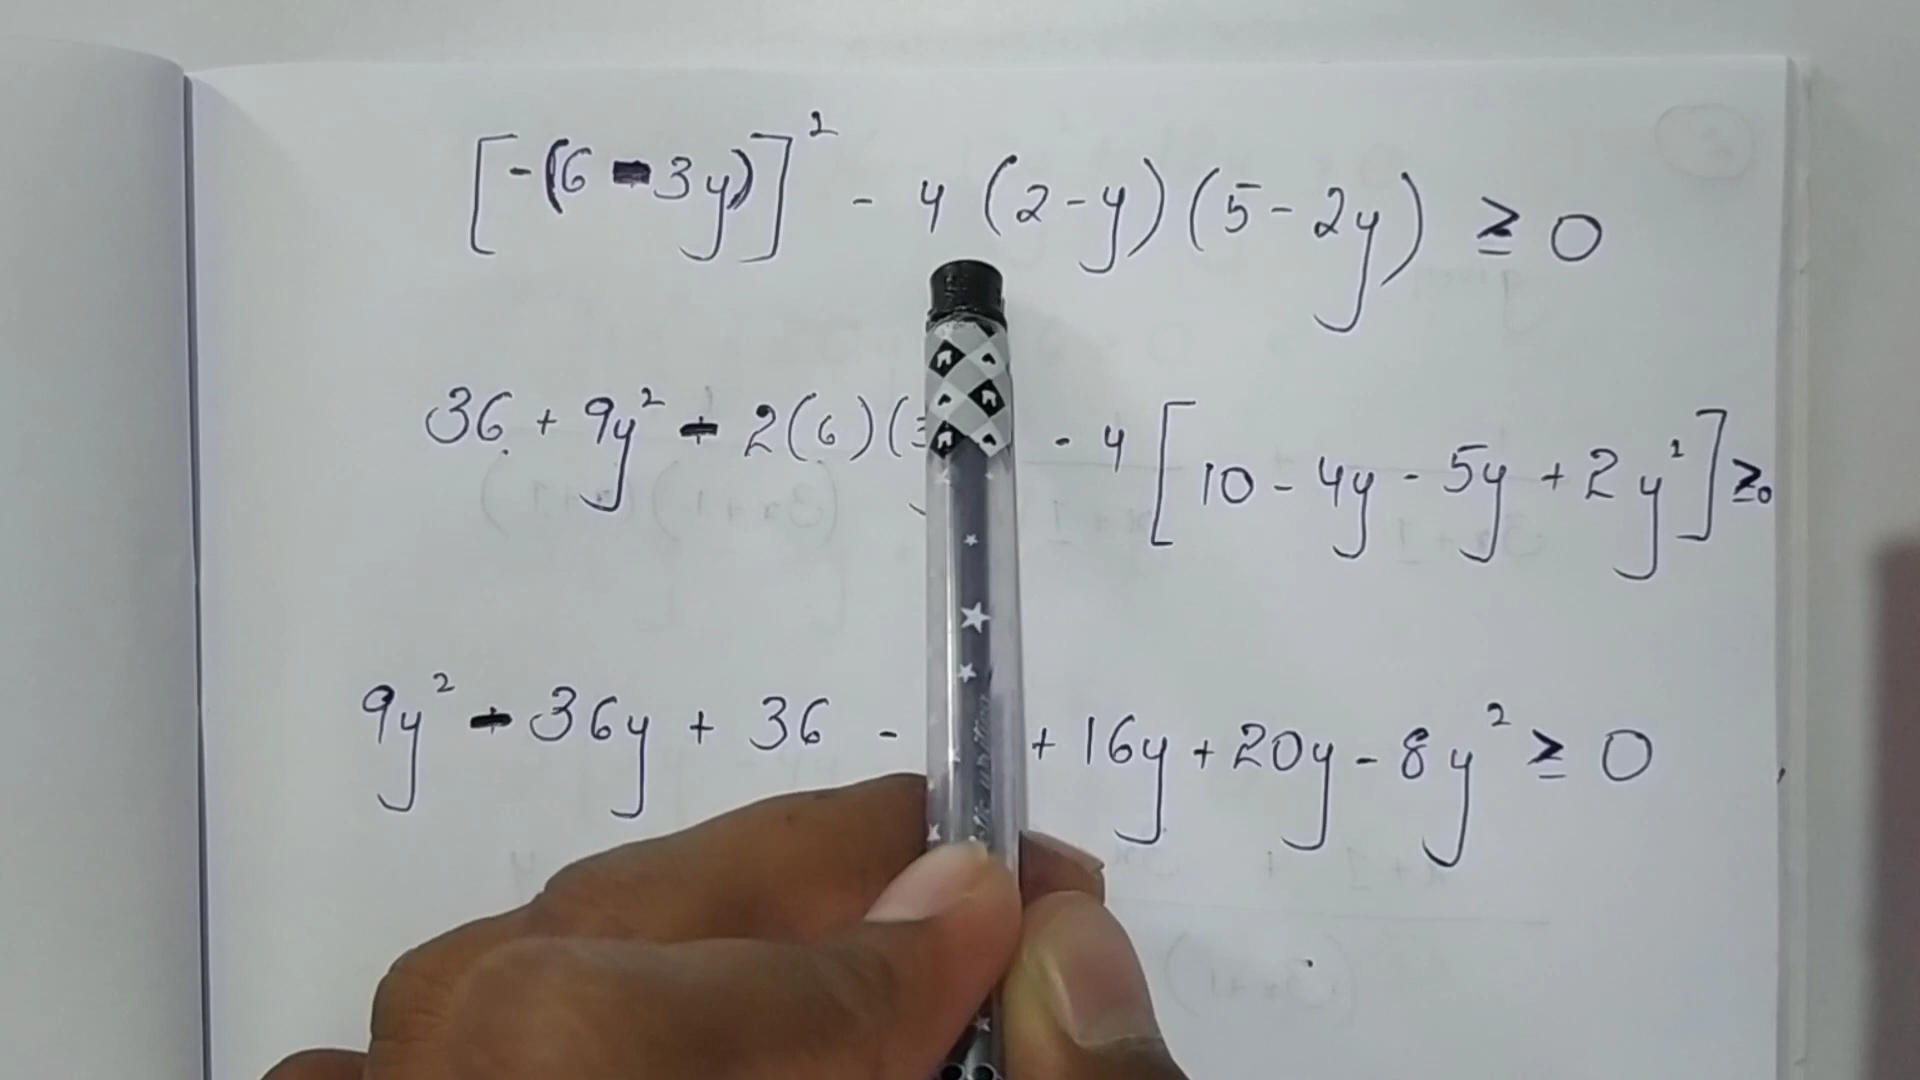 [-(6-3y)]² - 4(2-y)(5-2y) ≥ 0
36 + 9y² - 2(6)(3 - 4[10-4y-5y+2y²] ≥0
9y² - 36y + 36 - + 16y + 20y - 8y² ≥ 0